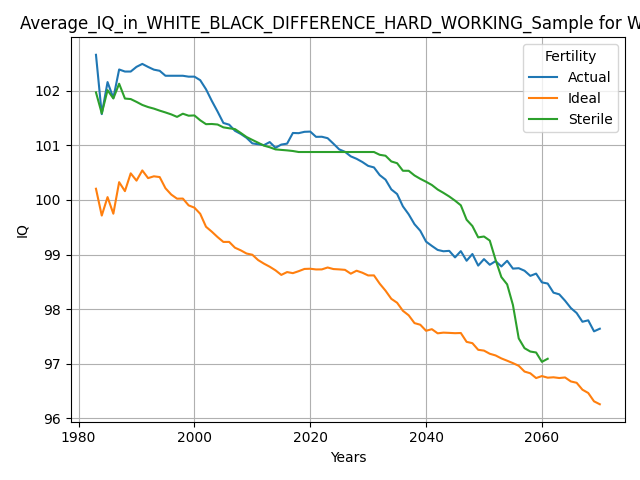 Average_IQ_in_WHITE_BLACK_DIFFERENCE_HARD_WORKING_Sample for W
Fertility
Actual
Ideal
Sterile
102
101
100
99
98
97
96
IQ
1980
2000
2020
2040
2060
Years